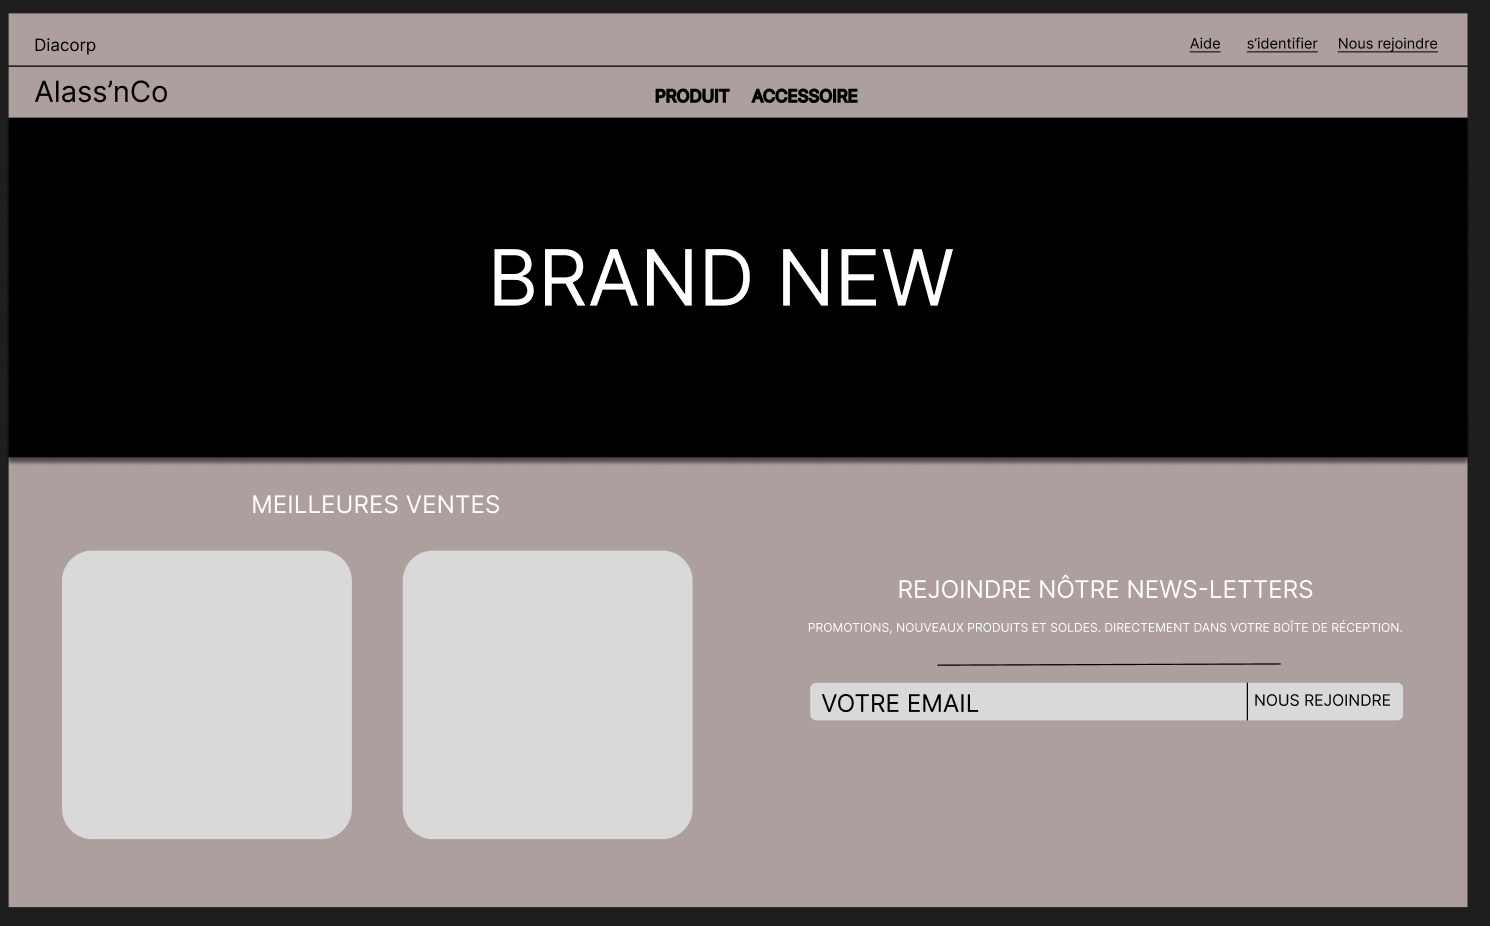 Diacorp
Aide s’identifier Nous rejoindre
Alass’nCo
PRODUIT ACCESSOIRE
BRAND NEW
MEILLEURES VENTES
REJOINDRE NÔTRE NEWS-LETTERS
PROMOTIONS, NOUVEAUX PRODUITS ET SOLDES. DIRECTEMENT DANS VOTRE BOÎTE DE RÉCEPTION.
VOTRE EMAIL NOUS REJOINDRE